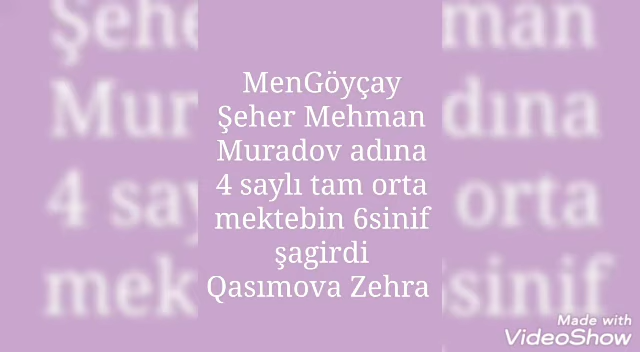 MenGöyçay
Şeher Mehman
Muradov adına
4 saylı tam orta
mektebin 6sinif
şagirdi
Qasımova Zehra
Made with
VideoShow